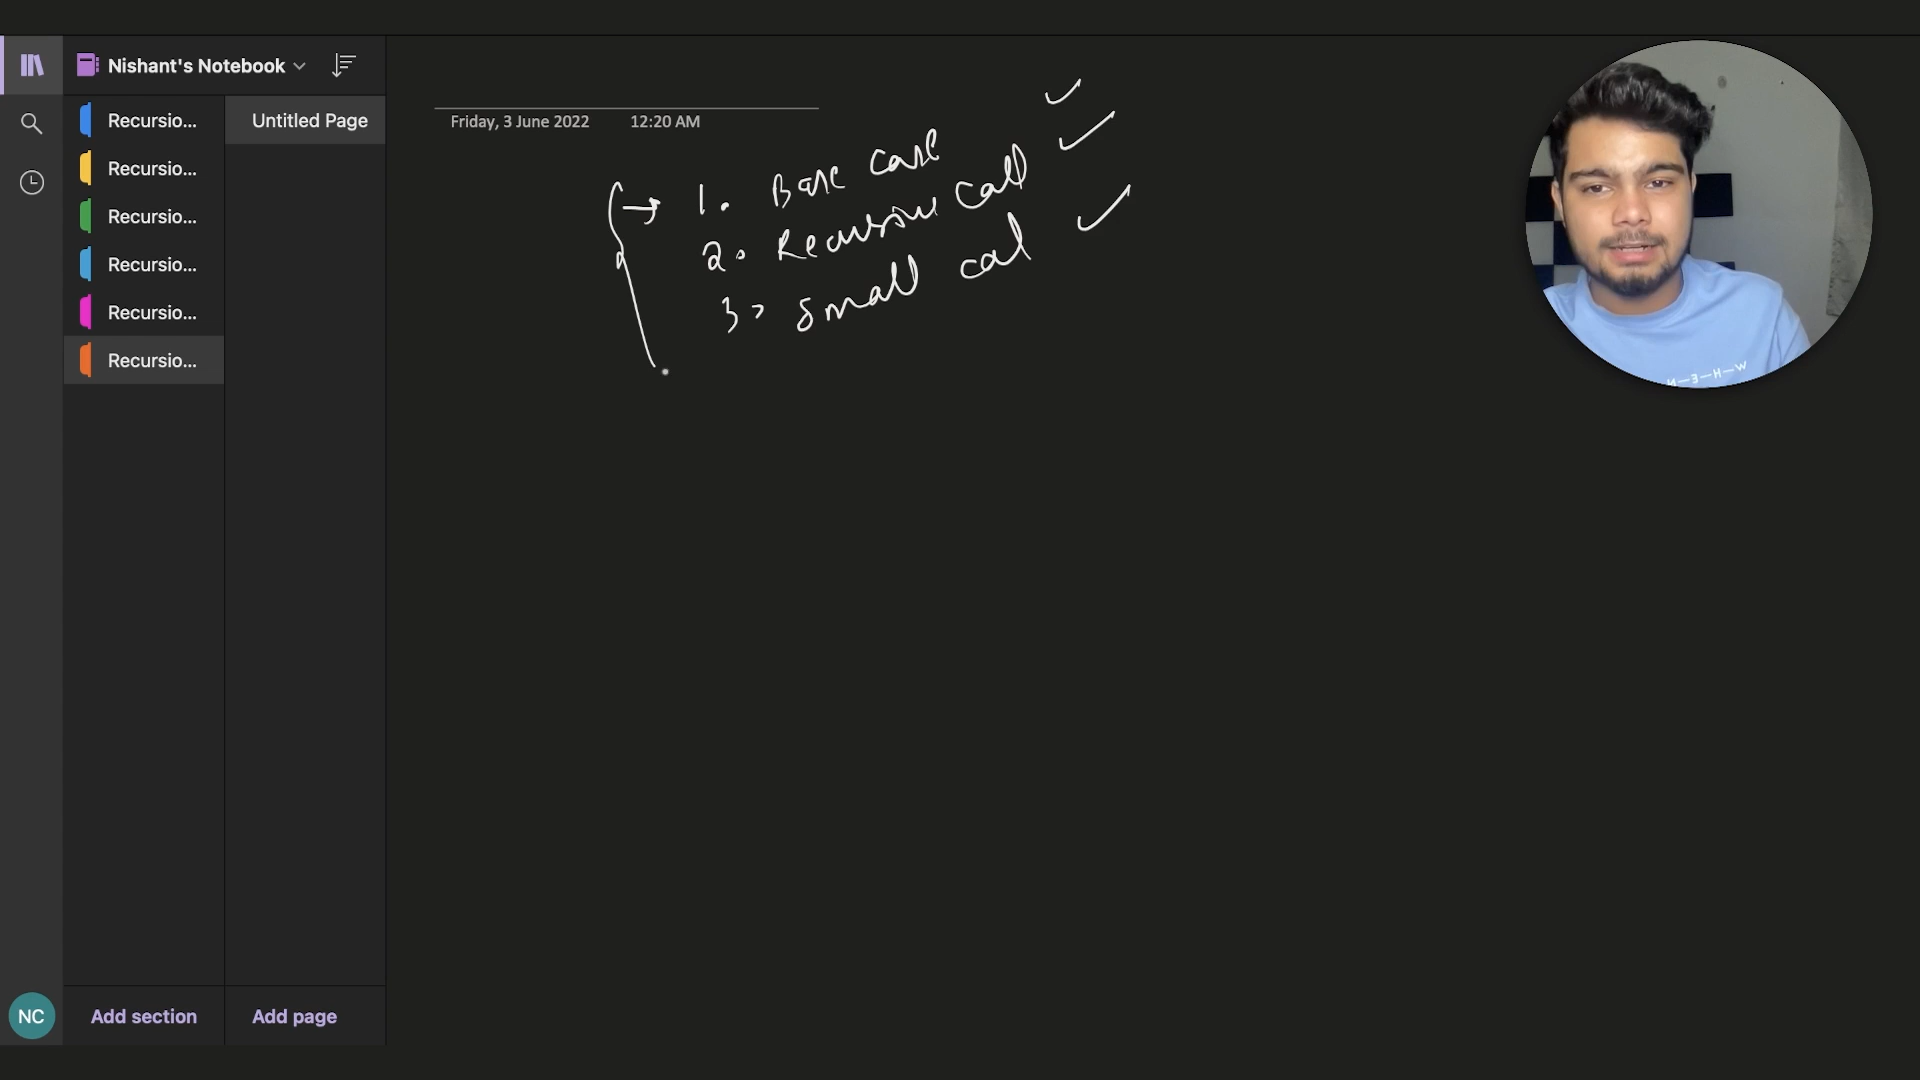 Nishant's Notebook
Recursio...
Recursio...
Recursio...
Recursio...
Recursio...
Recursio...
Untitled Page
Friday, 3 June 2022 12:20 AM
1. Base case
2. Recursive call
3. Small cal
W-H-E-N
NC
Add section
Add page